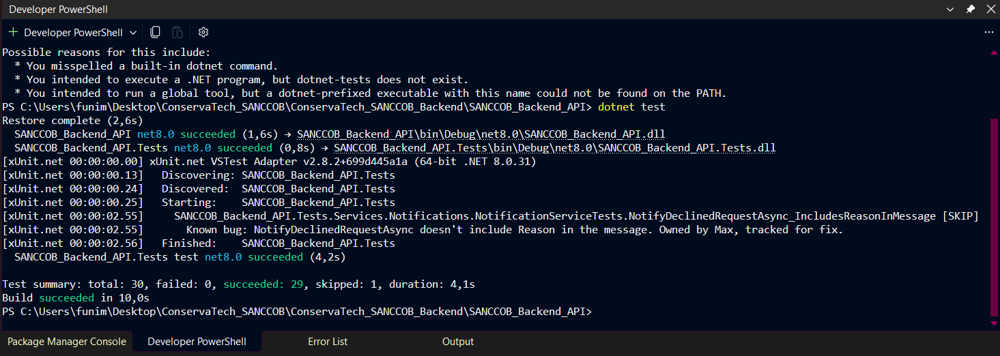 Developer PowerShell
+ Developer PowerShell
Possible reasons for this include:
  * You misspelled a built-in dotnet command.
  * You intended to execute a .NET program, but dotnet-tests does not exist.
  * You intended to run a global tool, but a dotnet-prefixed executable with this name could not be found on the PATH.
PS C:\Users\funim\Desktop\ConservaTech_SANCCOB\ConservaTech_SANCCOB_Backend\SANCCOB_Backend_API> dotnet test
Restore complete (2,6s)
  SANCCOB_Backend_API net8.0 succeeded (1,6s) → SANCCOB_Backend_API\bin\Debug\net8.0\SANCCOB_Backend_API.dll
  SANCCOB_Backend_API.Tests net8.0 succeeded (0,8s) → SANCCOB_Backend_API.Tests\bin\Debug\net8.0\SANCCOB_Backend_API.Tests.dll
[xUnit.net 00:00:00.00] xUnit.net VSTest Adapter v2.8.2+699d445a1a (64-bit .NET 8.0.31)
[xUnit.net 00:00:00.13]   Discovering: SANCCOB_Backend_API.Tests
[xUnit.net 00:00:00.24]   Discovered:  SANCCOB_Backend_API.Tests
[xUnit.net 00:00:00.25]   Starting:    SANCCOB_Backend_API.Tests
[xUnit.net 00:00:02.55]     SANCCOB_Backend_API.Tests.Services.Notifications.NotificationServiceTests.NotifyDeclinedRequestAsync_IncludesReasonInMessage [SKIP]
[xUnit.net 00:00:02.55]       Known bug: NotifyDeclinedRequestAsync doesn't include Reason in the message. Owned by Max, tracked for fix.
[xUnit.net 00:00:02.56]   Finished:    SANCCOB_Backend_API.Tests
  SANCCOB_Backend_API.Tests test net8.0 succeeded (4,2s)

Test summary: total: 30, failed: 0, succeeded: 29, skipped: 1, duration: 4,1s
Build succeeded in 10,0s
PS C:\Users\funim\Desktop\ConservaTech_SANCCOB\ConservaTech_SANCCOB_Backend\SANCCOB_Backend_API>
Package Manager Console
Developer PowerShell
Error List
Output